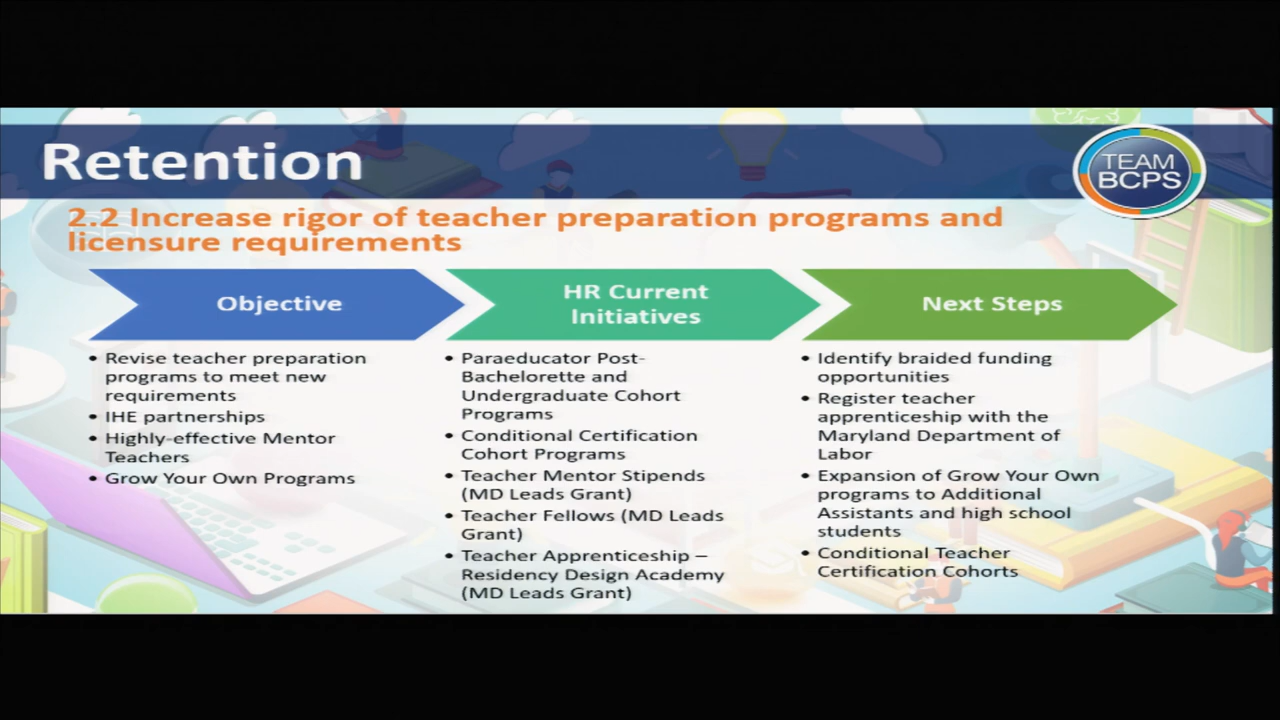 Retention
TEAM
BCPS
2.2 Increase rigor of teacher preparation programs and
licensure requirements
Objective
• Revise teacher preparation
programs to meet new
requirements
• IHE partnerships
• Highly-effective Mentor
Teachers
• Grow Your Own Programs
HR Current
Initiatives
• Paraeducator Post-
Bachelorette and
Undergraduate Cohort
Programs
• Conditional Certification
Cohort Programs
• Teacher Mentor Stipends
(MD Leads Grant)
• Teacher Fellows (MD Leads
Grant)
• Teacher Apprenticeship –
Residency Design Academy
(MD Leads Grant)
Next Steps
• Identify braided funding
opportunities
• Register teacher
apprenticeship with the
Maryland Department of
Labor
• Expansion of Grow Your Own
programs to Additional
Assistants and high school
students
• Conditional Teacher
Certification Cohorts